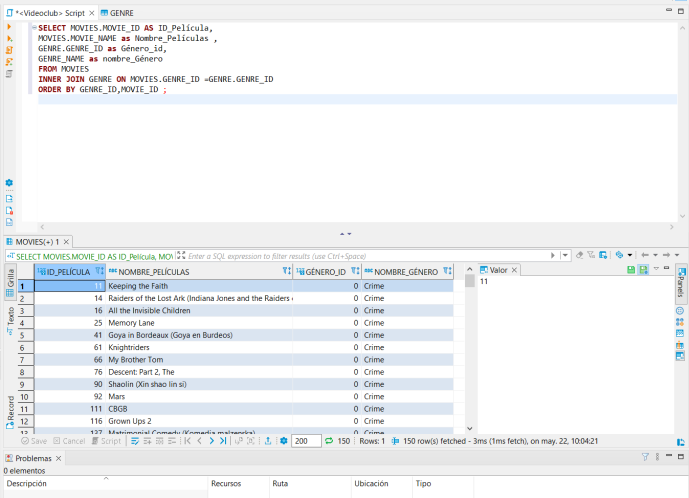 *<Videoclub> Script
GENRE
SELECT MOVIES.MOVIE_ID AS ID_Película,
MOVIES.MOVIE_NAME as Nombre_Películas ,
GENRE.GENRE_ID as Género_id,
GENRE_NAME as nombre_Género
FROM MOVIES
INNER JOIN GENRE ON MOVIES.GENRE_ID =GENRE.GENRE_ID
ORDER BY GENRE_ID,MOVIE_ID ;
MOVIES(+) 1
SELECT MOVIES.MOVIE_ID AS ID_Película, MOV
Enter a SQL expression to filter results (use Ctrl+Space)
Grilla
Texto
Record
ID_PELÍCULA NOMBRE_PELÍCULAS GÉNERO_ID NOMBRE_GÉNERO
1 11 Keeping the Faith 0 Crime
2 14 Raiders of the Lost Ark (Indiana Jones and the Raiders o 0 Crime
3 16 All the Invisible Children 0 Crime
4 25 Memory Lane 0 Crime
5 41 Goya in Bordeaux (Goya en Burdeos) 0 Crime
6 61 Knightriders 0 Crime
7 66 My Brother Tom 0 Crime
8 76 Descent: Part 2, The 0 Crime
9 90 Shaolin (Xin shao lin si) 0 Crime
10 92 Mars 0 Crime
11 111 CBGB 0 Crime
12 116 Grown Ups 2 0 Crime
13 137 Matrimonial Comedy (Komedia malzenska) 0 Crime
Valor
11
Panels
Save Cancel Script 200 150 Rows: 1 150 row(s) fetched - 3ms (1ms fetch), on may. 22, 10:04:21
Problemas
0 elementos
Descripción Recursos Ruta Ubicación Tipo